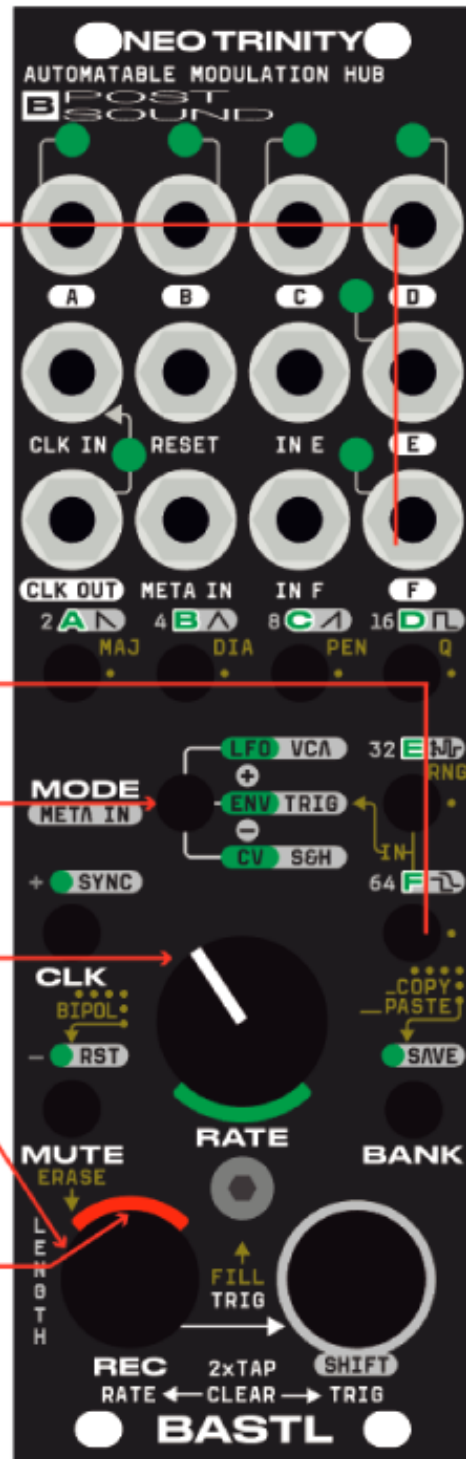 NEO TRINITY
AUTOMATABLE MODULATION HUB
B POST
SOUND
A B C D
CLK IN RESET IN E E
CLK OUT META IN IN F F
2 A 4 B 8 C 16 D
MAJ DIA PEN Q
LFO VCA 32 E
MODE RNG
META IN ENV TRIG
IN
CV S&H 64 F
+ SYNC
CLK _COPY
BIPOL __PASTE
- RST SAVE
RATE
MUTE BANK
ERASE
LENGTH
FILL
TRIG
REC 2xTAP SHIFT
RATE CLEAR TRIG
BASTL